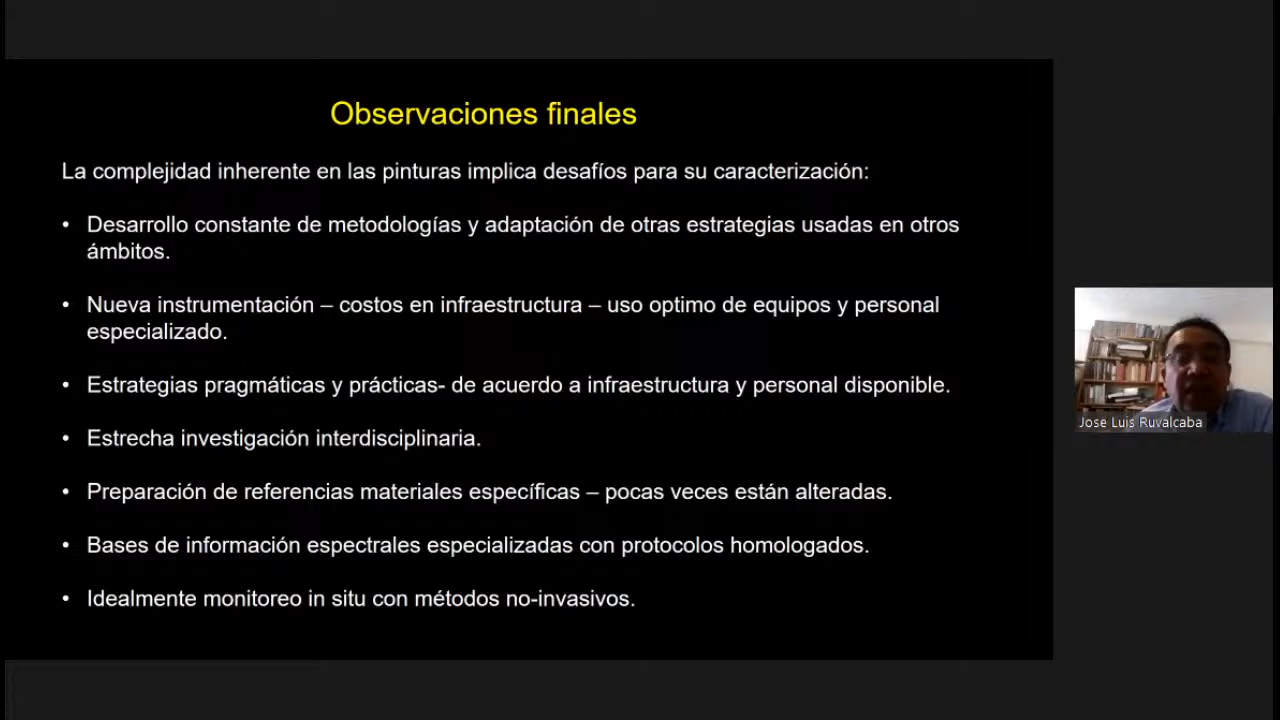 Observaciones finales
La complejidad inherente en las pinturas implica desafíos para su caracterización:
• Desarrollo constante de metodologías y adaptación de otras estrategias usadas en otros
ámbitos.
• Nueva instrumentación – costos en infraestructura – uso optimo de equipos y personal
especializado.
• Estrategias pragmáticas y prácticas- de acuerdo a infraestructura y personal disponible.
• Estrecha investigación interdisciplinaria.
• Preparación de referencias materiales específicas – pocas veces están alteradas.
• Bases de información espectrales especializadas con protocolos homologados.
• Idealmente monitoreo in situ con métodos no-invasivos.
Jose Luis Ruvalcaba